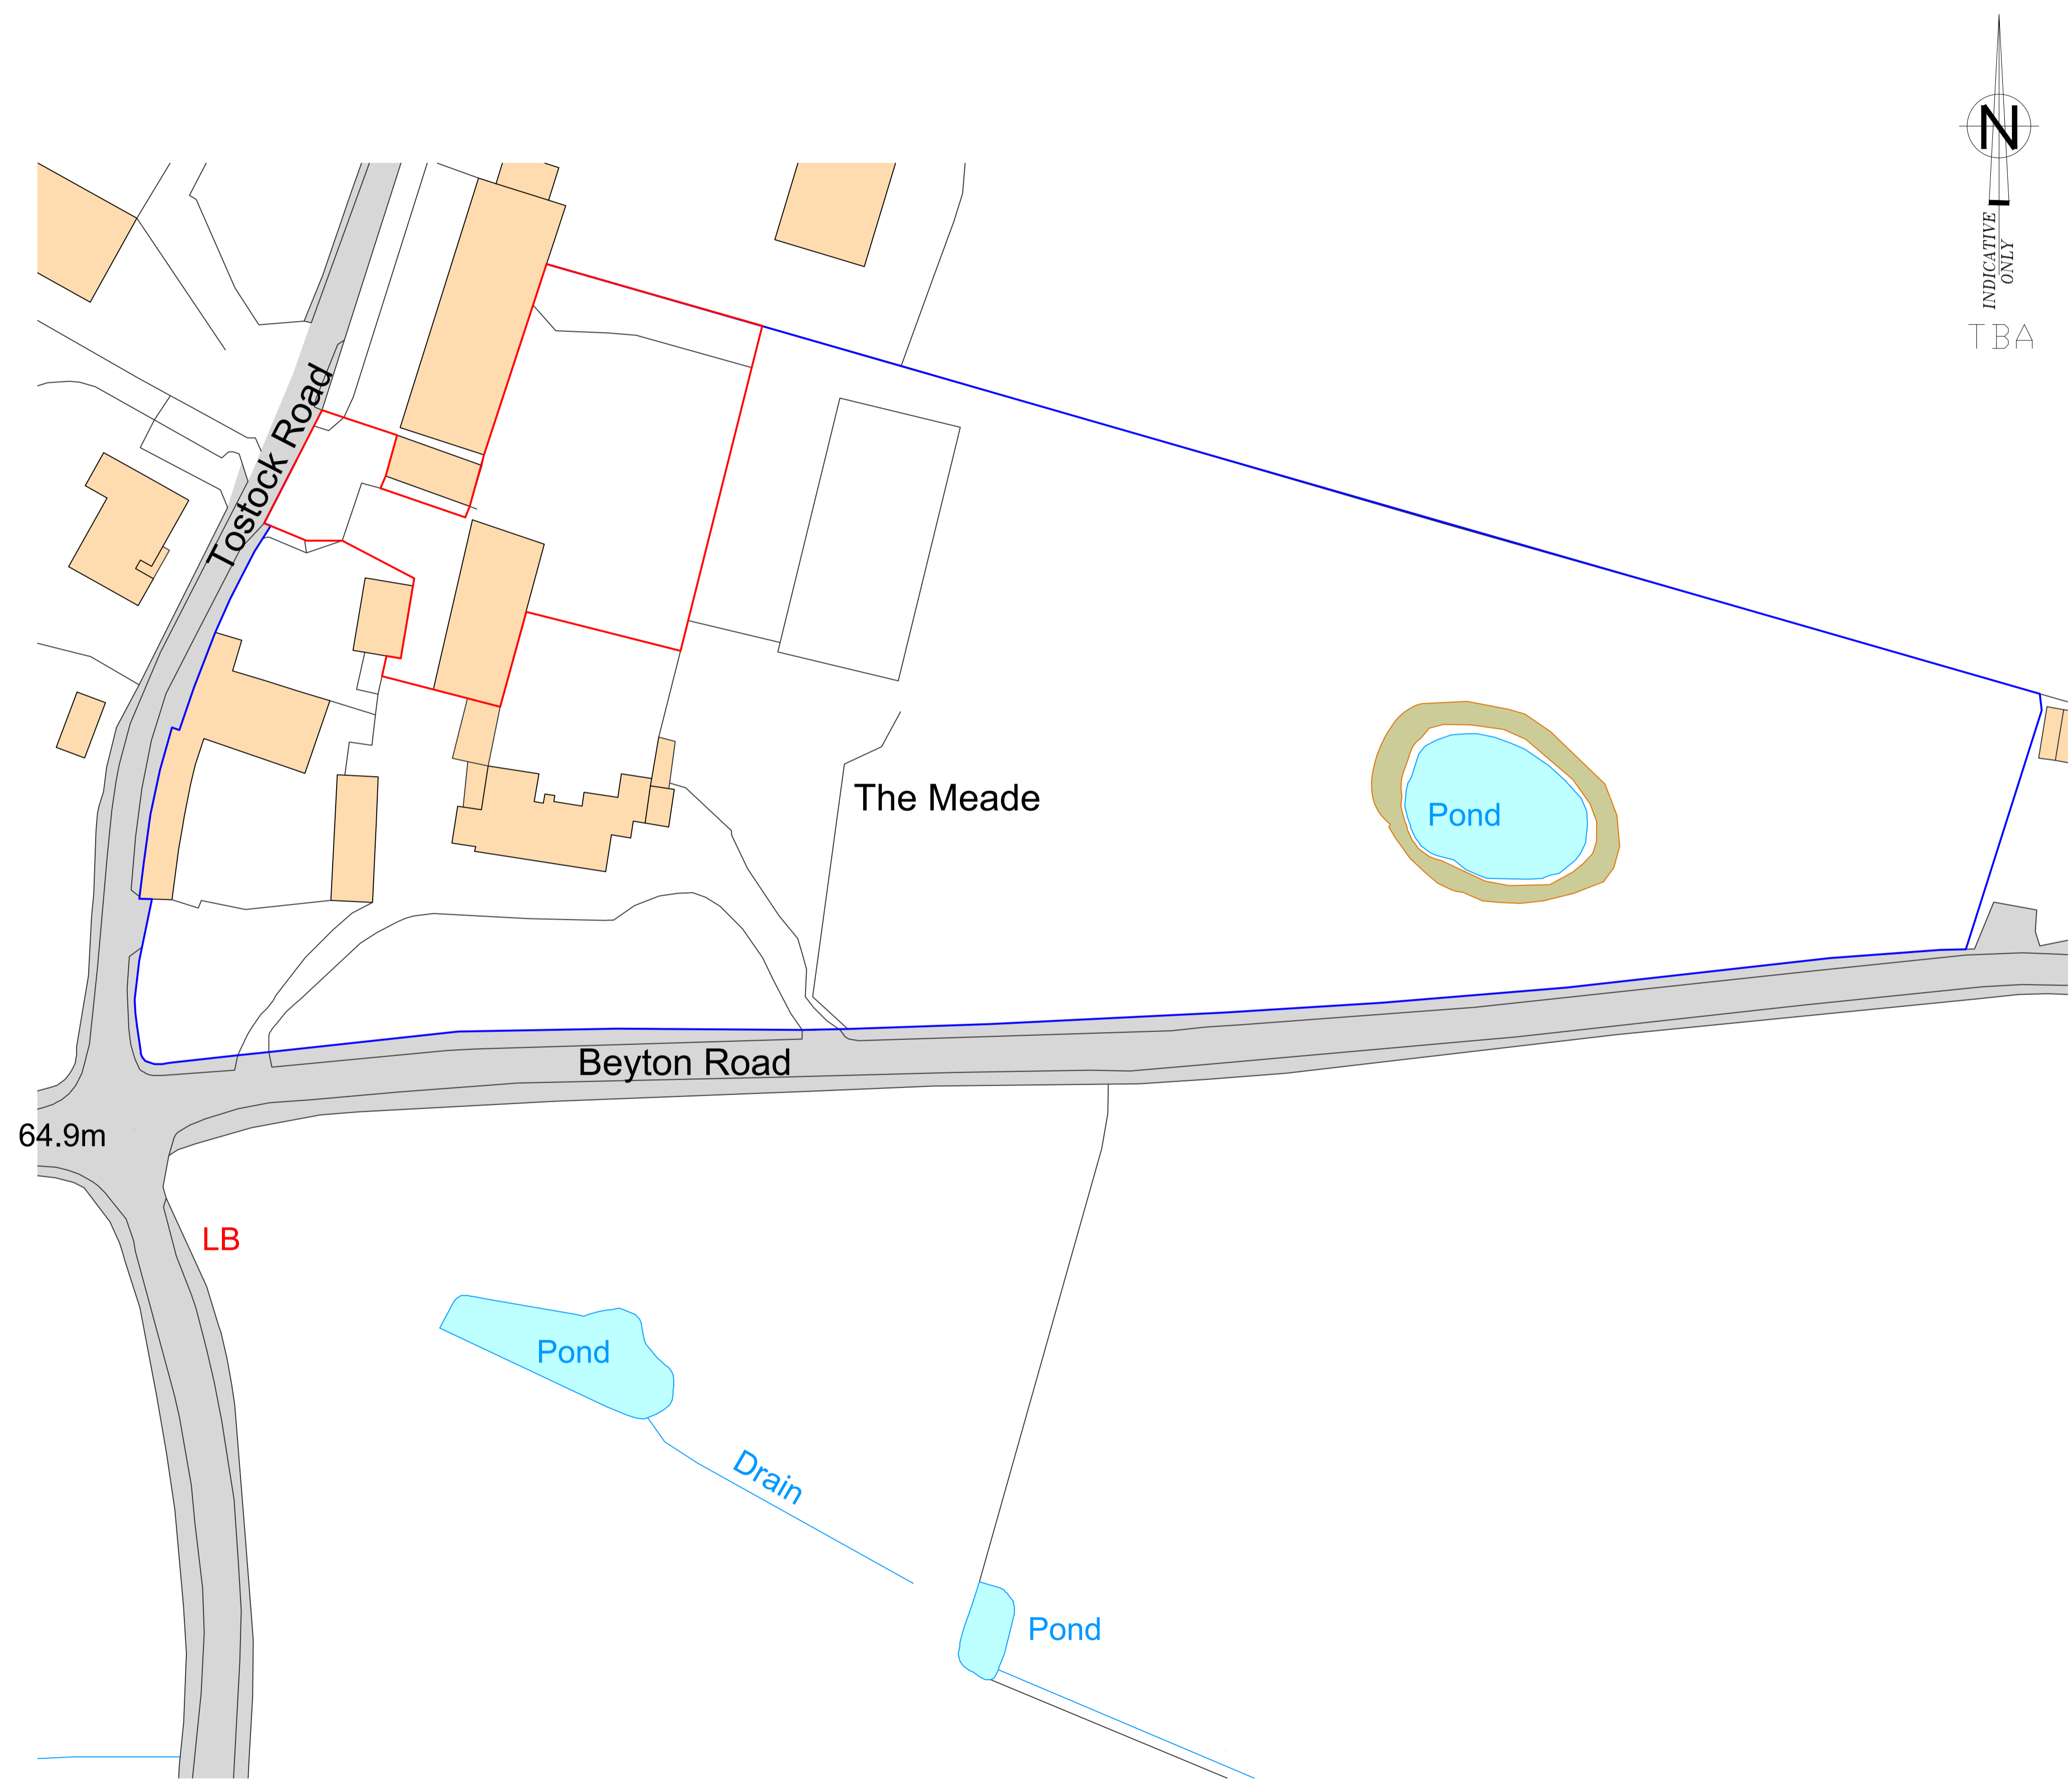 N
INDICATIVE
ONLY
TBA
Tostock Road
The Meade
Pond
Beyton Road
64.9m
LB
Pond
Drain
Pond